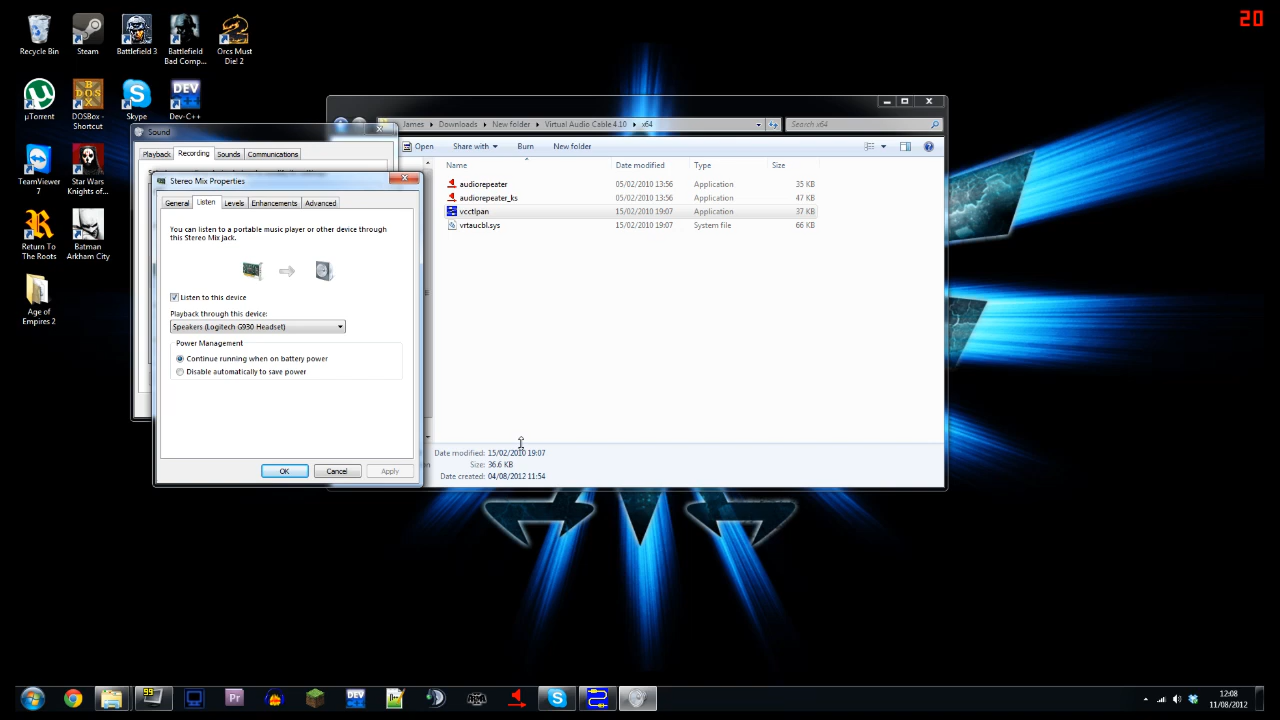 20
Recycle Bin
Steam
Battlefield 3
Battlefield Bad Comp...
Orcs Must Die! 2
µTorrent
DOSBox - Shortcut
Skype
Dev-C++
TeamViewer 7
Star Wars Knights of...
Return To The Roots
Batman Arkham City
Age of Empires 2
James
Downloads
New folder
Virtual Audio Cable 4.10
x64
Search x64
Open
Share with
Burn
New folder
Name
Date modified
Type
Size
audiorepeater
05/02/2010 13:56
Application
35 KB
audiorepeater_ks
05/02/2010 13:56
Application
47 KB
vcctlpan
15/02/2010 19:07
Application
37 KB
vrtaucbl.sys
15/02/2010 19:07
System file
66 KB
Date modified: 15/02/2010 19:07
Size: 36.6 KB
Date created: 04/08/2012 11:54
Sound
Playback
Recording
Sounds
Communications
Stereo Mix Properties
General
Listen
Levels
Enhancements
Advanced
You can listen to a portable music player or other device through
this Stereo Mix jack.
Listen to this device
Playback through this device:
Speakers (Logitech G930 Headset)
Power Management
Continue running when on battery power
Disable automatically to save power
OK
Cancel
Apply
99
Pr
DEV
12:08
11/08/2012